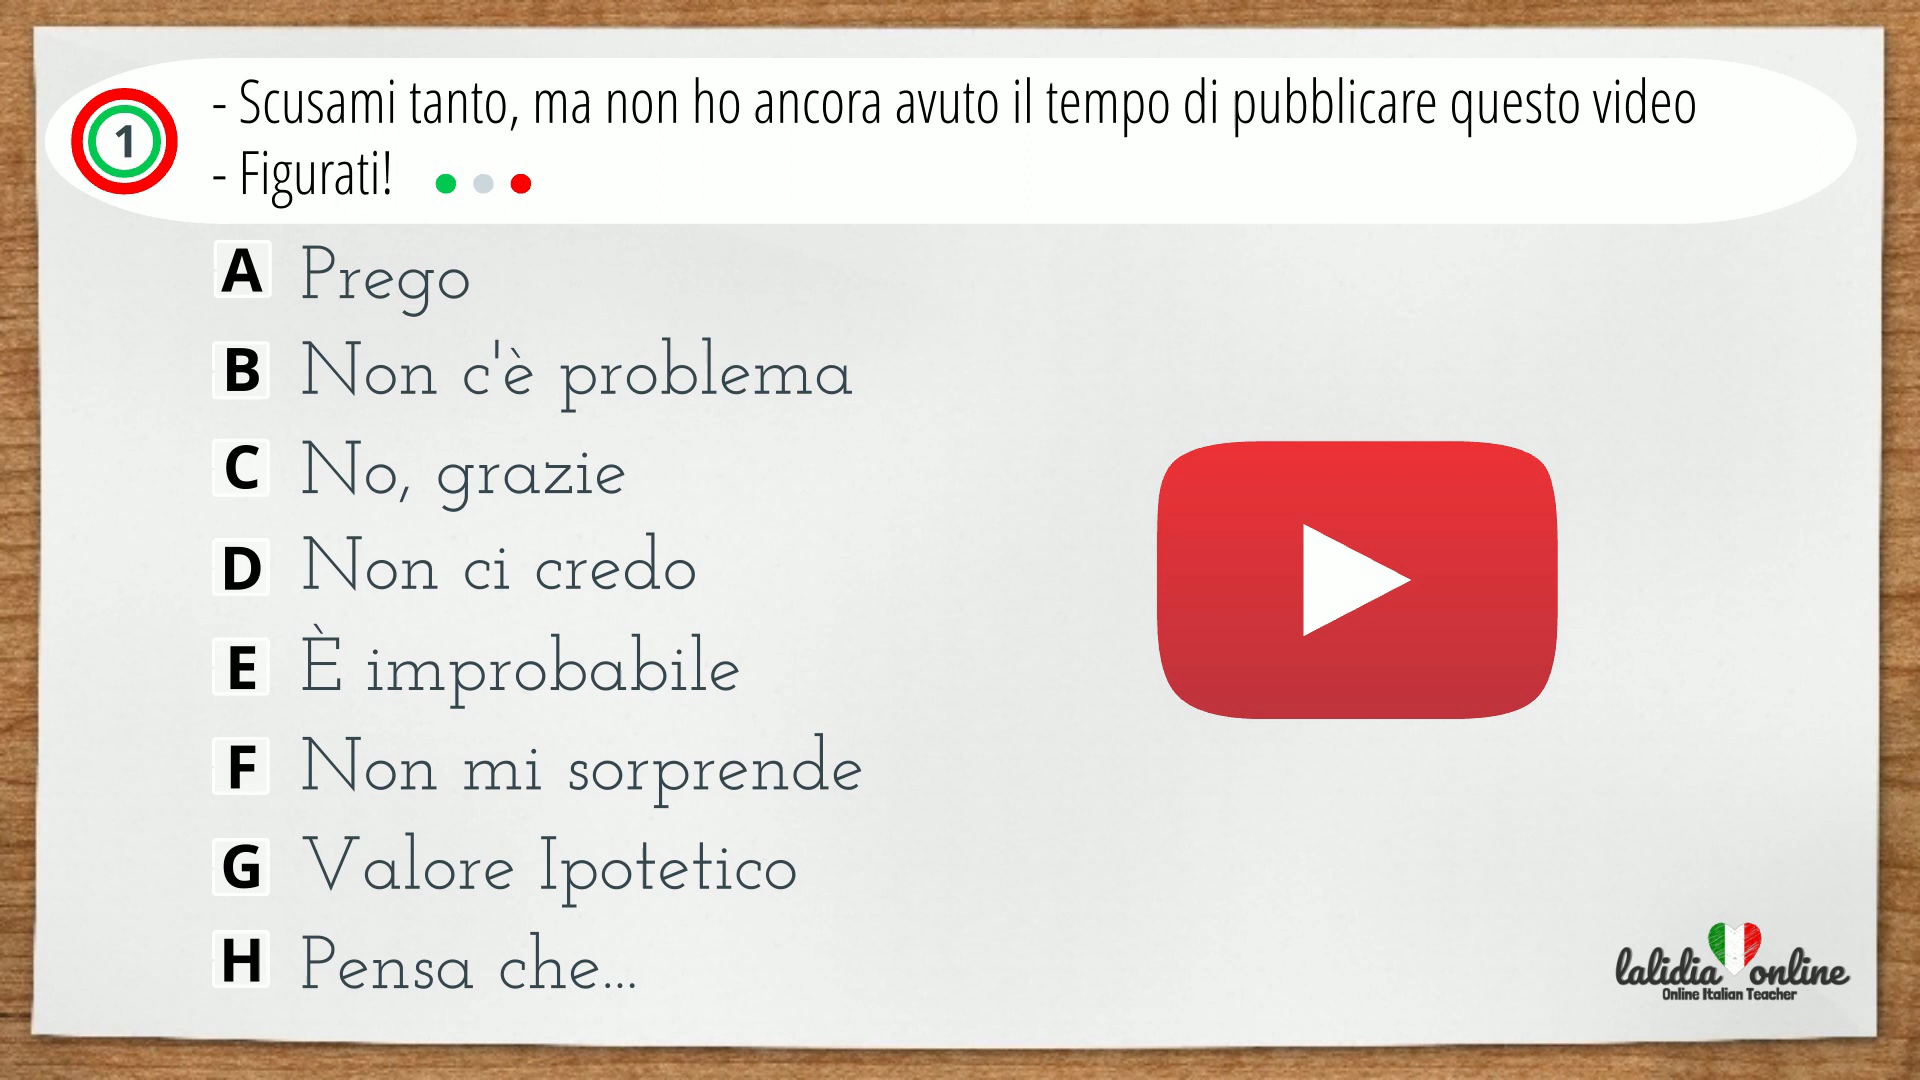 1
- Scusami tanto, ma non ho ancora avuto il tempo di pubblicare questo video
- Figurati!
A Prego
B Non c'è problema
C No, grazie
D Non ci credo
E È improbabile
F Non mi sorprende
G Valore Ipotetico
H Pensa che...
lalidia online
Online Italian Teacher